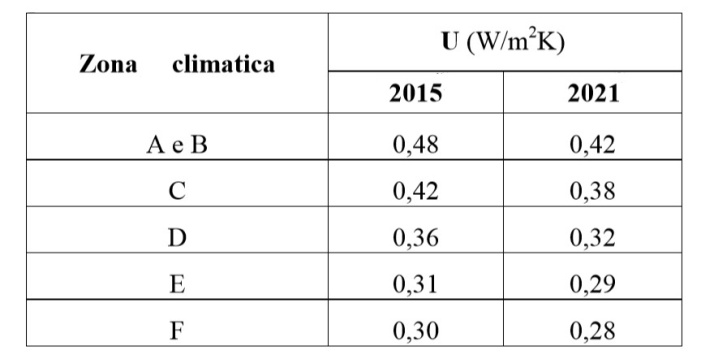 Zona climatica
U (W/m²K)
2015 2021
A e B 0,48 0,42
C 0,42 0,38
D 0,36 0,32
E 0,31 0,29
F 0,30 0,28